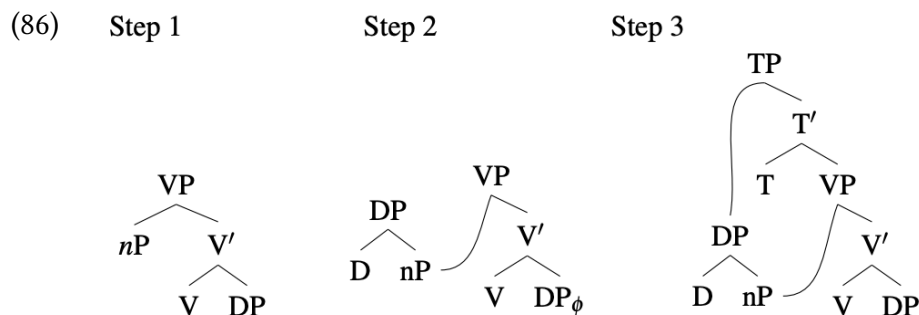 (86) Step 1 Step 2 Step 3
TP
T′
VP VP T VP
DP
nP V′ V′ DP V′
D nP
V DP V DPϕ D nP V DP